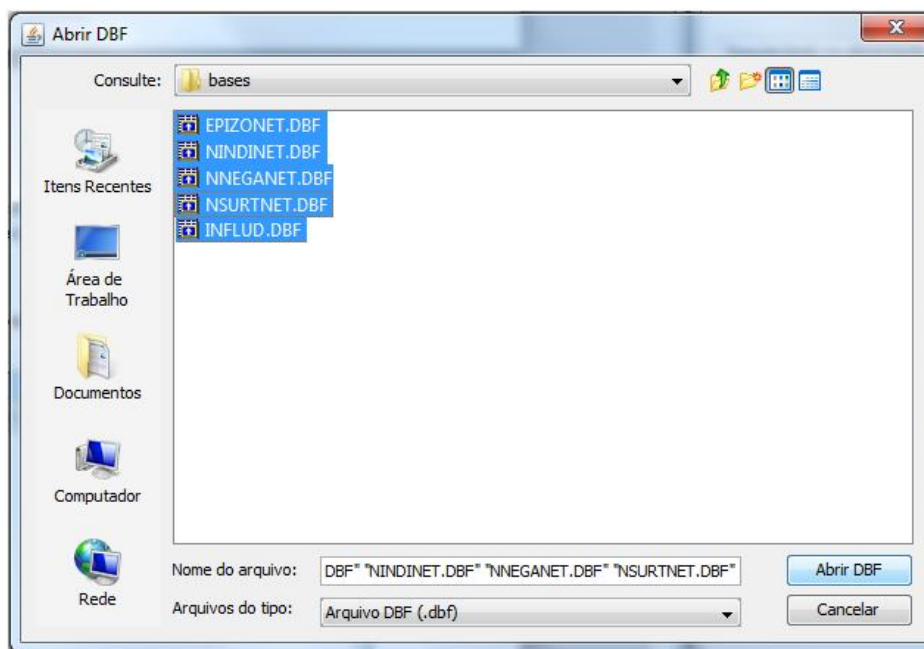 Abrir DBF
Consulte:
bases
Itens Recentes
Área de
Trabalho
Documentos
Computador
Rede
EPIZONET.DBF
NINDINET.DBF
NNEGANET.DBF
NSURTNET.DBF
INFLUD.DBF
Nome do arquivo:
DBF" "NINDINET.DBF" "NNEGANET.DBF" "NSURTNET.DBF"
Abrir DBF
Arquivos do tipo:
Arquivo DBF (.dbf)
Cancelar